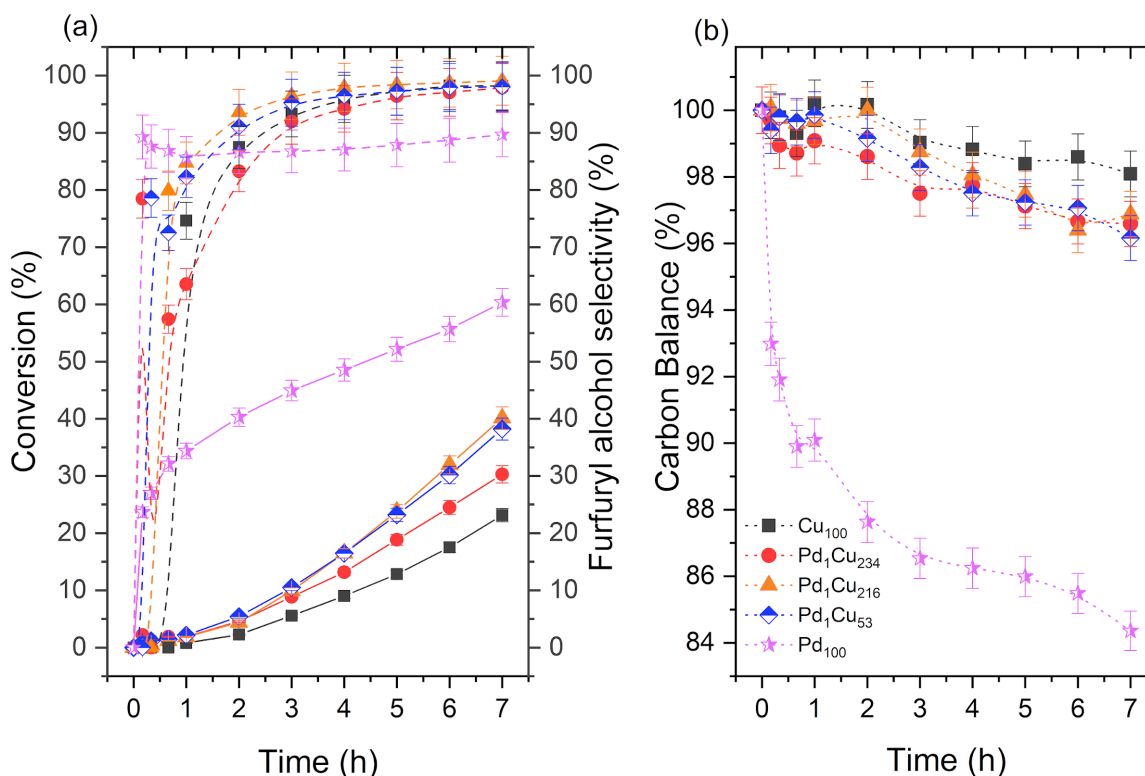 (a)
Conversion (%)
100
90
80
70
60
50
40
30
20
10
0
100
90
80
70
60
50
40
30
20
10
0
Furfuryl alcohol selectivity (%)
0 1 2 3 4 5 6 7
Time (h)
(b)
Carbon Balance (%)
100
98
96
94
92
90
88
86
84
Cu₁₀₀
Pd₁Cu₂₃₄
Pd₁Cu₂₁₆
Pd₁Cu₅₃
Pd₁₀₀
0 1 2 3 4 5 6 7
Time (h)